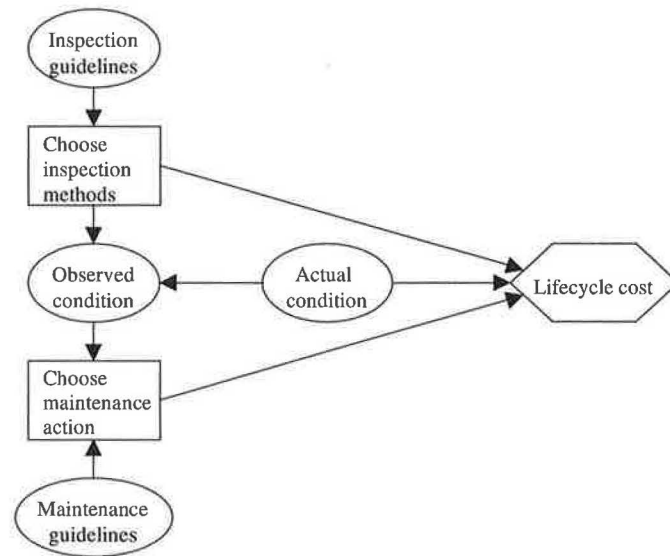 Inspection
guidelines
Choose
inspection
methods
Observed
condition
Actual
condition
Lifecycle cost
Choose
maintenance
action
Maintenance
guidelines